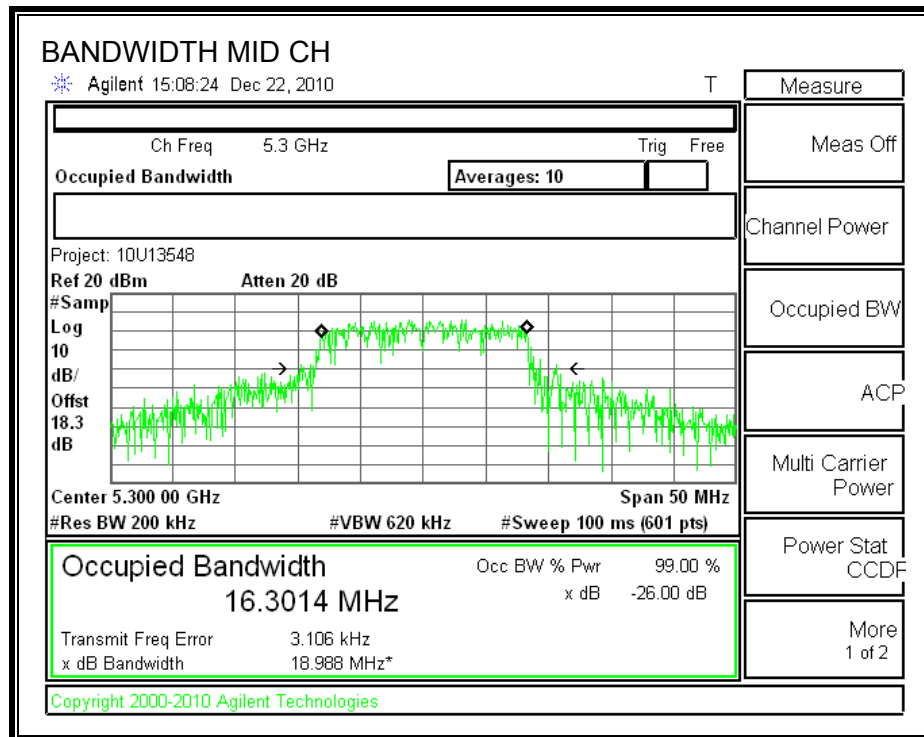 BANDWIDTH MID CH
Agilent 15:08:24 Dec 22, 2010 T
Measure
Ch Freq 5.3 GHz Trig Free
Meas Off
Occupied Bandwidth Averages: 10
Channel Power
Project: 10U13548
Ref 20 dBm Atten 20 dB
#Samp
Log
10
dB/
Offst
18.3
dB
Occupied BW
ACP
Multi Carrier
Power
Center 5.300 00 GHz Span 50 MHz
#Res BW 200 kHz #VBW 620 kHz #Sweep 100 ms (601 pts)
Power Stat
CCDF
Occupied Bandwidth Occ BW % Pwr 99.00 %
16.3014 MHz x dB -26.00 dB
Transmit Freq Error 3.106 kHz
x dB Bandwidth 18.988 MHz*
More
1 of 2
Copyright 2000-2010 Agilent Technologies